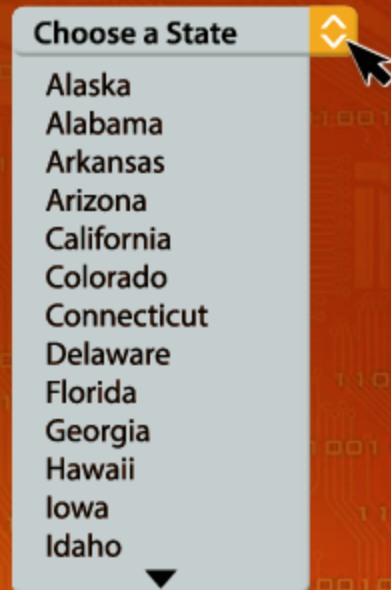 Choose a State
Alaska
Alabama
Arkansas
Arizona
California
Colorado
Connecticut
Delaware
Florida
Georgia
Hawaii
Iowa
Idaho